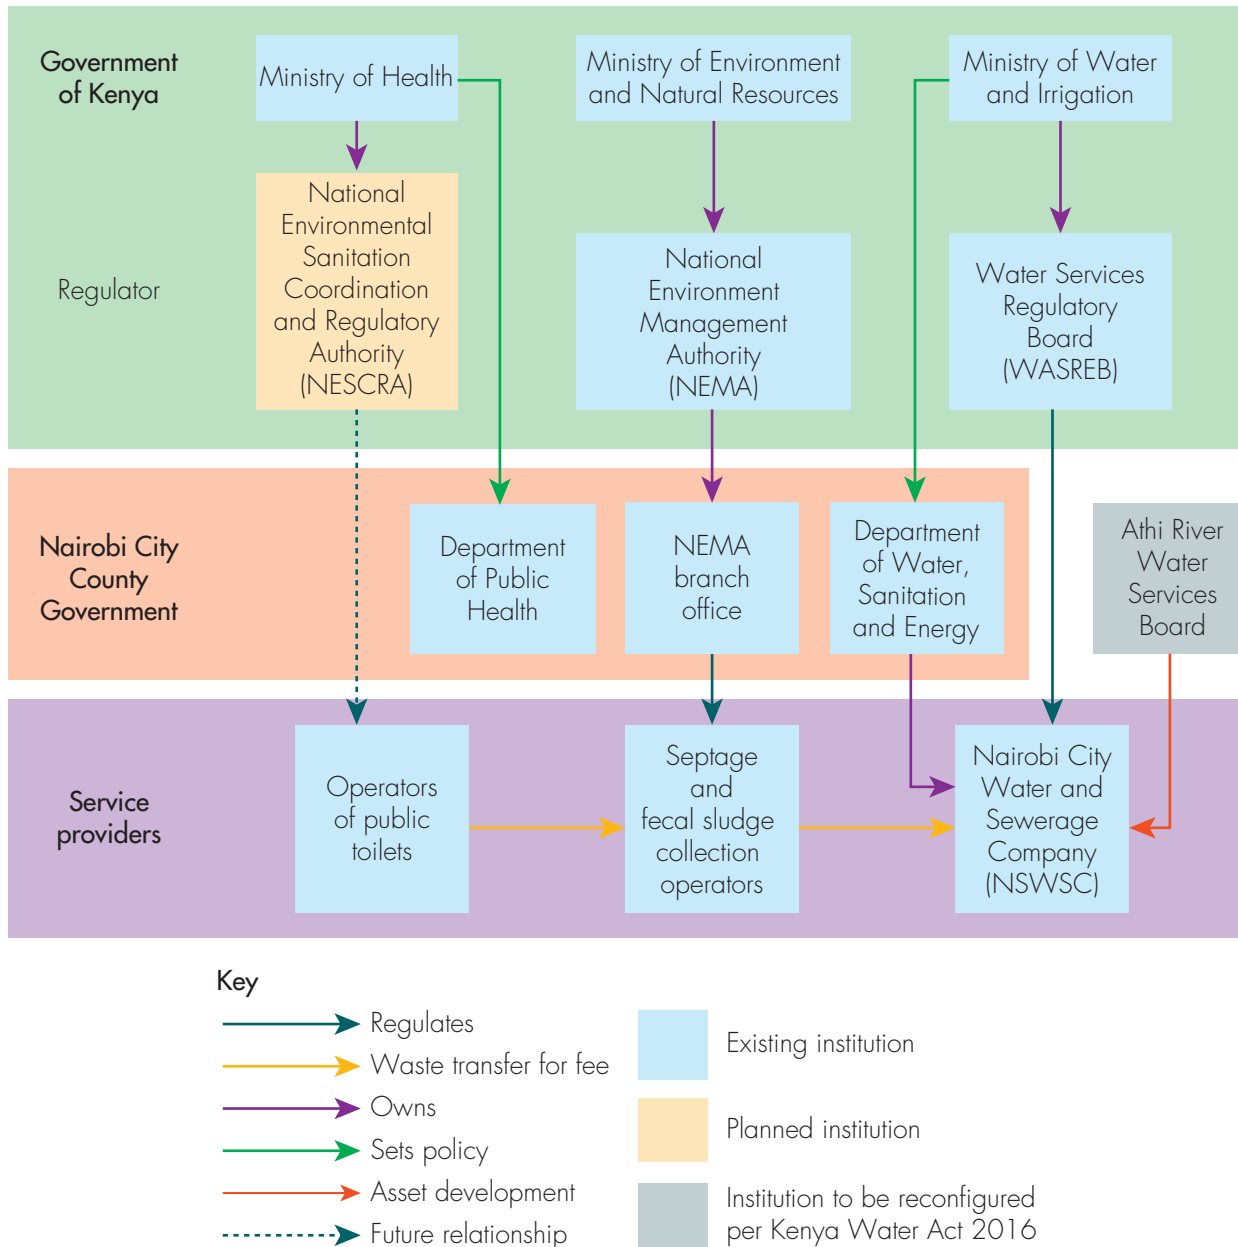 Government
of Kenya
Ministry of Health
Ministry of Environment
and Natural Resources
Ministry of Water
and Irrigation
Regulator
National
Environmental
Sanitation
Coordination
and Regulatory
Authority
(NESCRA)
National
Environment
Management
Authority
(NEMA)
Water Services
Regulatory
Board
(WASREB)
Nairobi City
County
Government
Department
of Public
Health
NEMA
branch
office
Department
of Water,
Sanitation
and Energy
Athi River
Water
Services
Board
Service
providers
Operators
of public
toilets
Septage
and
fecal sludge
collection
operators
Nairobi City
Water and
Sewerage
Company
(NSWSC)
Key
Regulates
Waste transfer for fee
Owns
Sets policy
Asset development
Future relationship
Existing institution
Planned institution
Institution to be reconfigured
per Kenya Water Act 2016